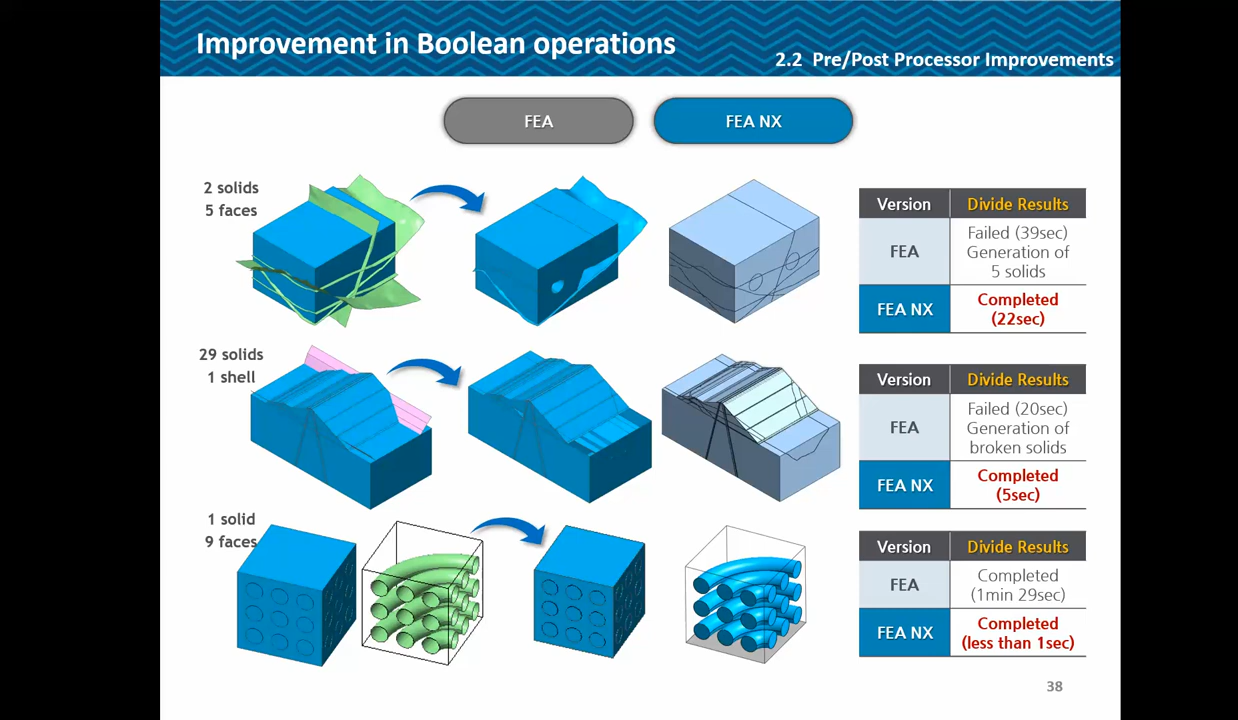 Improvement in Boolean operations
2.2 Pre/Post Processor Improvements
FEA
FEA NX
2 solids
5 faces
Version
Divide Results
FEA
Failed (39sec)
Generation of
5 solids
FEA NX
Completed
(22sec)
29 solids
1 shell
Version
Divide Results
FEA
Failed (20sec)
Generation of
broken solids
FEA NX
Completed
(5sec)
1 solid
9 faces
Version
Divide Results
FEA
Completed
(1min 29sec)
FEA NX
Completed
(less than 1sec)
38